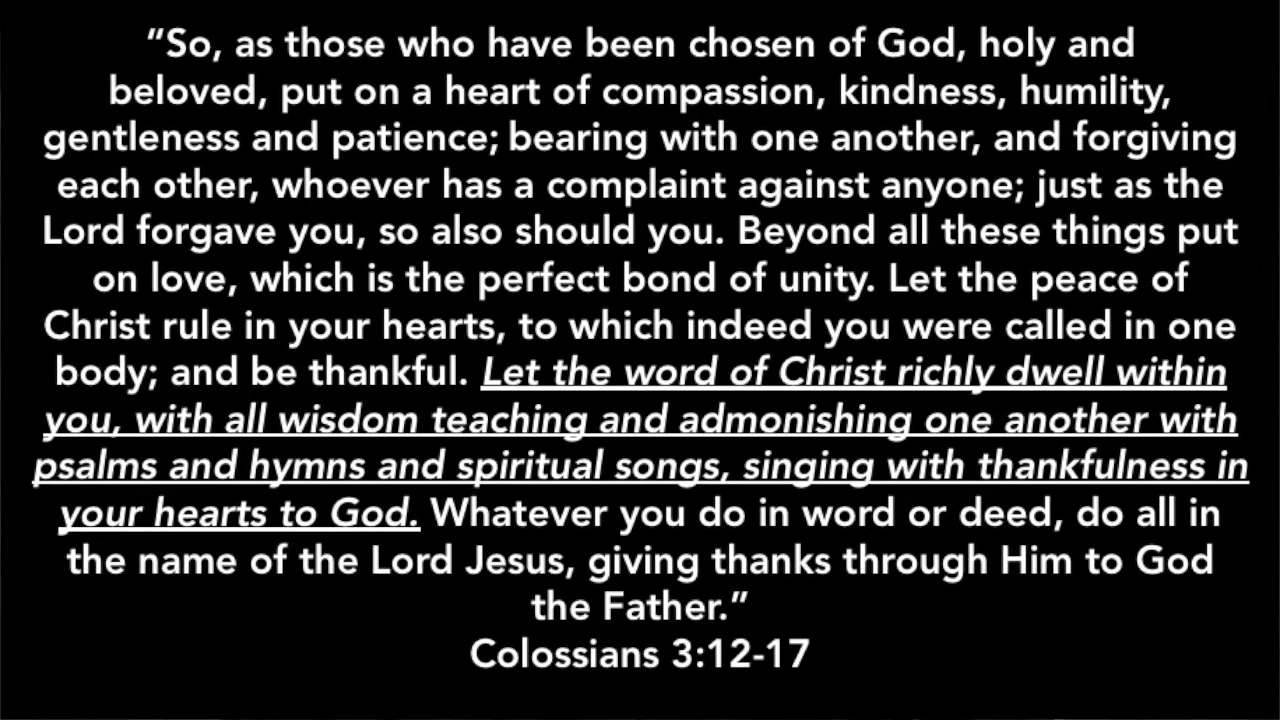 “So, as those who have been chosen of God, holy and
beloved, put on a heart of compassion, kindness, humility,
gentleness and patience; bearing with one another, and forgiving
each other, whoever has a complaint against anyone; just as the
Lord forgave you, so also should you. Beyond all these things put
on love, which is the perfect bond of unity. Let the peace of
Christ rule in your hearts, to which indeed you were called in one
body; and be thankful. Let the word of Christ richly dwell within
you, with all wisdom teaching and admonishing one another with
psalms and hymns and spiritual songs, singing with thankfulness in
your hearts to God. Whatever you do in word or deed, do all in
the name of the Lord Jesus, giving thanks through Him to God
the Father.”
Colossians 3:12-17